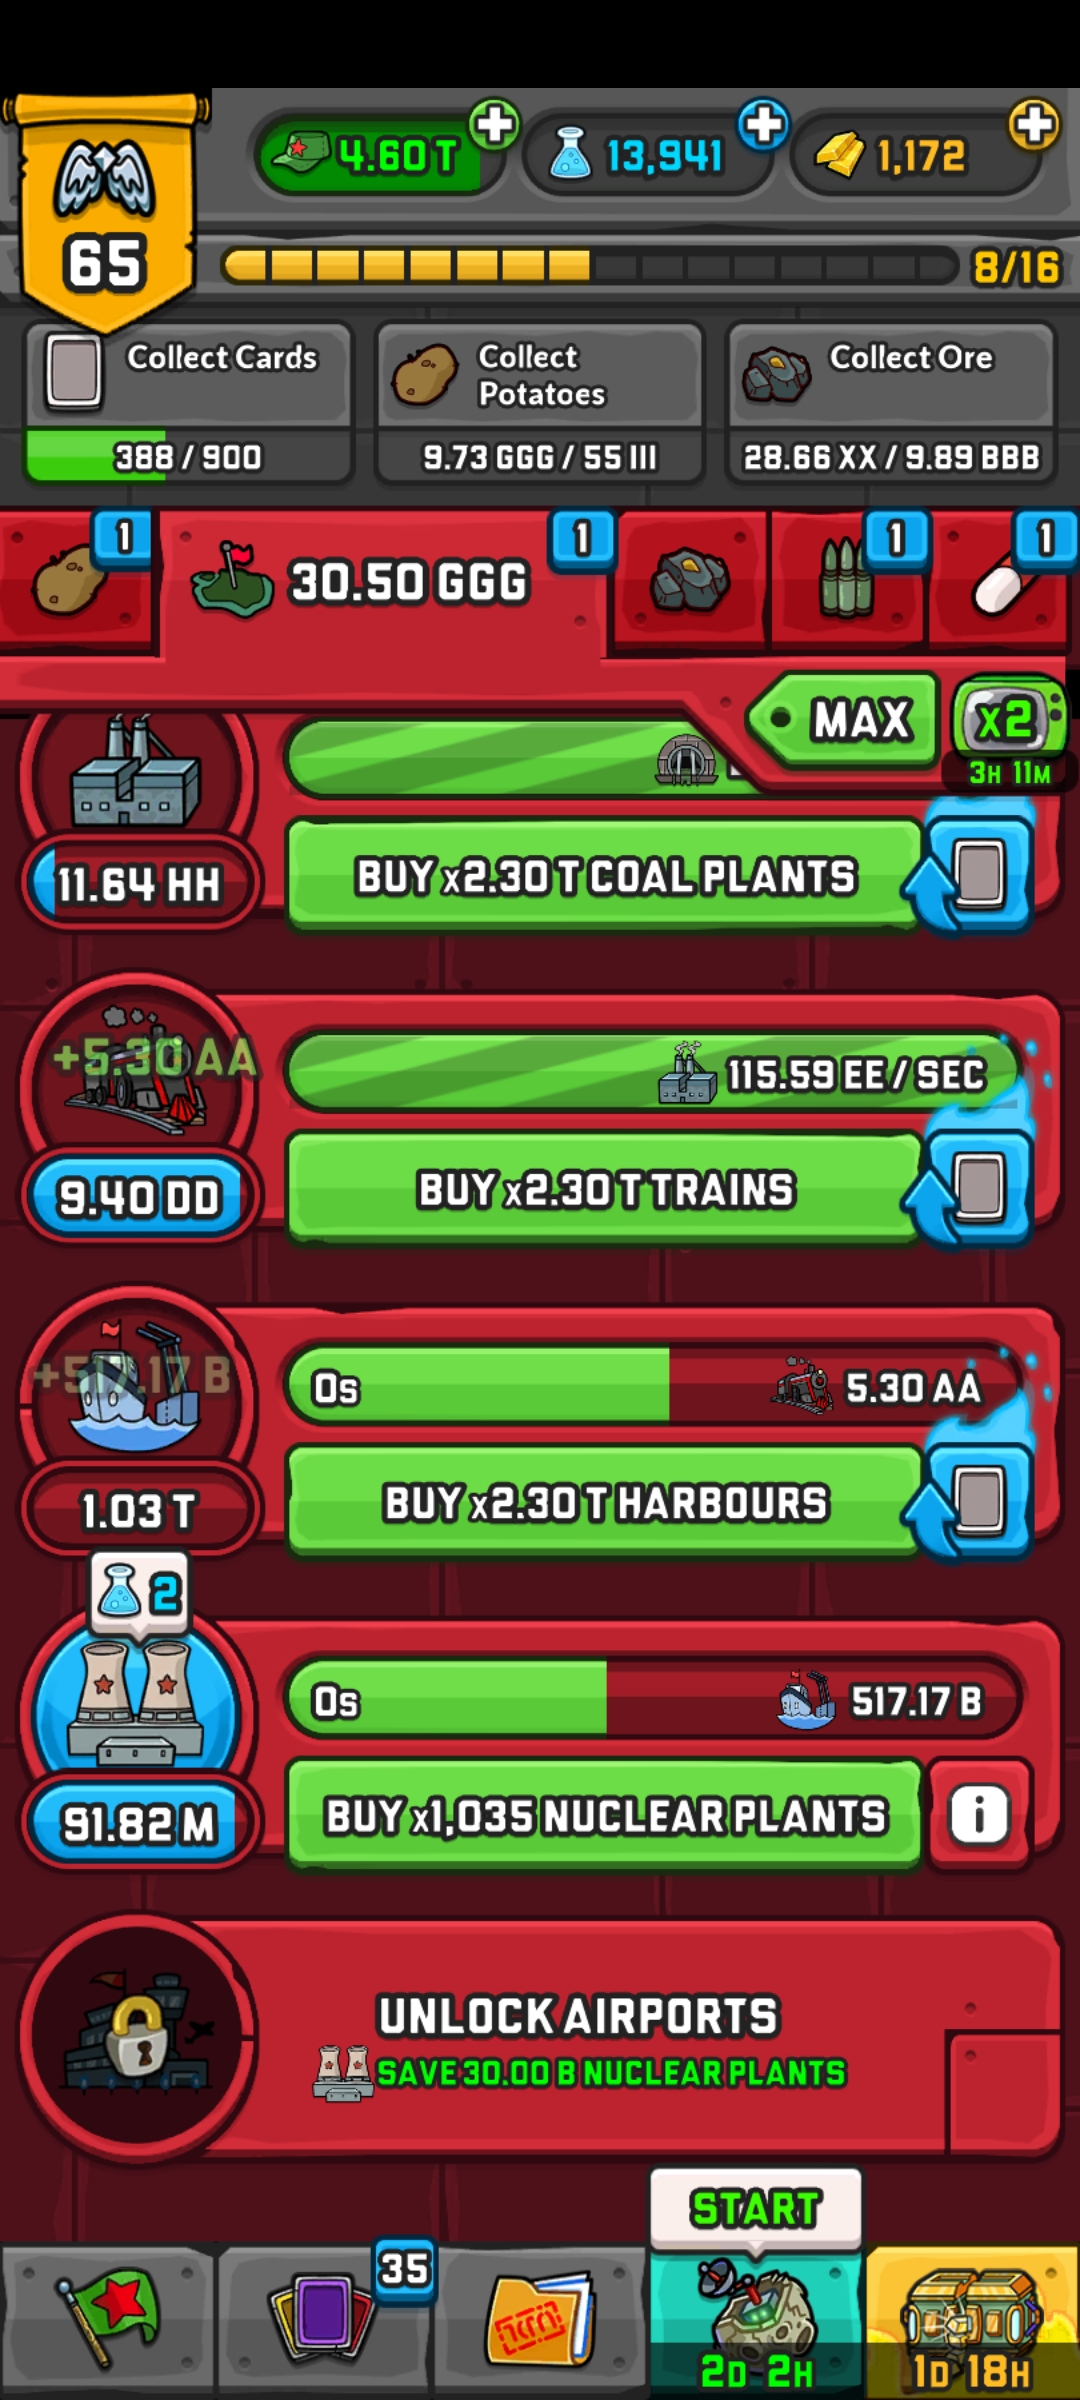 4.60 T
13,941
1,172
65
8/16
Collect Cards
388 / 900
Collect
Potatoes
9.73 GGG / 55 III
Collect Ore
28.66 XX / 9.89 BBB
1
30.50 GGG
1
1
1
MAX
x2
3H 11M
11.64 HH
BUY x2.30 T COAL PLANTS
+5.30 AA
115.59 EE / SEC
9.40 DD
BUY x2.30 T TRAINS
+517.17 B
0s
5.30 AA
1.03 T
BUY x2.30 T HARBOURS
2
0s
517.17 B
91.82 M
BUY x1,035 NUCLEAR PLANTS
i
UNLOCK AIRPORTS
SAVE 30.00 B NUCLEAR PLANTS
START
35
2D 2H
1D 18H